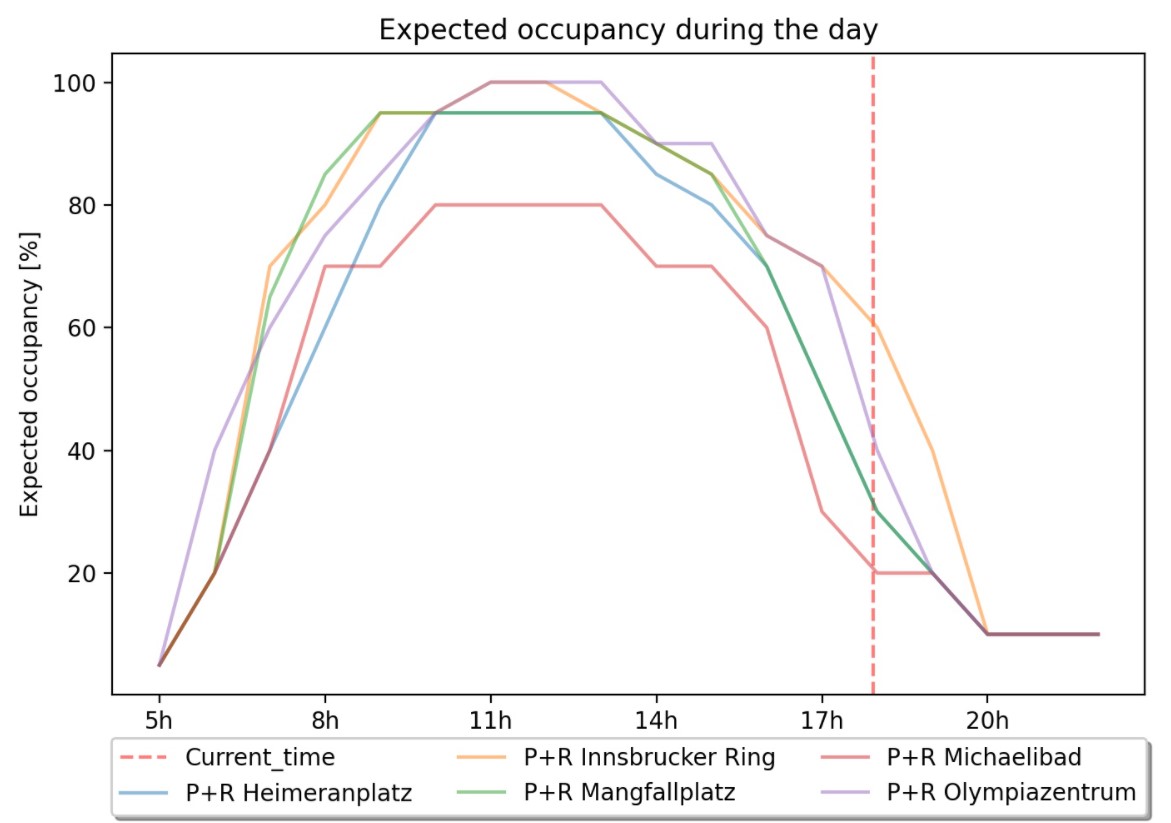 Expected occupancy during the day
Expected occupancy [%]
100
80
60
40
20
5h 8h 11h 14h 17h 20h
Current_time P+R Innsbrucker Ring P+R Michaelibad
P+R Heimeranplatz P+R Mangfallplatz P+R Olympiazentrum